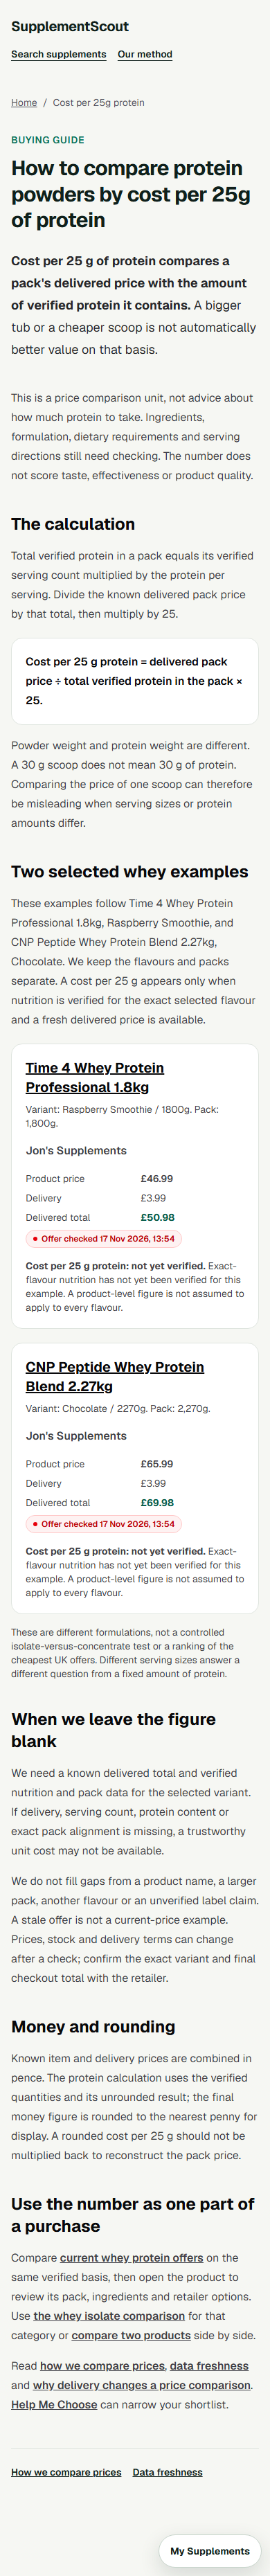 SupplementScout
Search supplements Our method
Home / Cost per 25g protein
BUYING GUIDE
How to compare protein
powders by cost per 25g
of protein
Cost per 25 g of protein compares a
pack's delivered price with the amount
of verified protein it contains. A bigger
tub or a cheaper scoop is not automatically
better value on that basis.
This is a price comparison unit, not advice about
how much protein to take. Ingredients,
formulation, dietary requirements and serving
directions still need checking. The number does
not score taste, effectiveness or product quality.
The calculation
Total verified protein in a pack equals its verified
serving count multiplied by the protein per
serving. Divide the known delivered pack price
by that total, then multiply by 25.
Cost per 25 g protein = delivered pack
price ÷ total verified protein in the pack ×
25.
Powder weight and protein weight are different.
A 30 g scoop does not mean 30 g of protein.
Comparing the price of one scoop can therefore
be misleading when serving sizes or protein
amounts differ.
Two selected whey examples
These examples follow Time 4 Whey Protein
Professional 1.8kg, Raspberry Smoothie, and
CNP Peptide Whey Protein Blend 2.27kg,
Chocolate. We keep the flavours and packs
separate. A cost per 25 g appears only when
nutrition is verified for the exact selected flavour
and a fresh delivered price is available.
Time 4 Whey Protein
Professional 1.8kg
Variant: Raspberry Smoothie / 1800g. Pack:
1,800g.
Jon's Supplements
Product price £46.99
Delivery £3.99
Delivered total £50.98
Offer checked 17 Nov 2026, 13:54
Cost per 25 g protein: not yet verified. Exact-
flavour nutrition has not yet been verified for this
example. A product-level figure is not assumed to
apply to every flavour.
CNP Peptide Whey Protein
Blend 2.27kg
Variant: Chocolate / 2270g. Pack: 2,270g.
Jon's Supplements
Product price £65.99
Delivery £3.99
Delivered total £69.98
Offer checked 17 Nov 2026, 13:54
Cost per 25 g protein: not yet verified. Exact-
flavour nutrition has not yet been verified for this
example. A product-level figure is not assumed to
apply to every flavour.
These are different formulations, not a controlled
isolate-versus-concentrate test or a ranking of the
cheapest UK offers. Different serving sizes answer a
different question from a fixed amount of protein.
When we leave the figure
blank
We need a known delivered total and verified
nutrition and pack data for the selected variant.
If delivery, serving count, protein content or
exact pack alignment is missing, a trustworthy
unit cost may not be available.
We do not fill gaps from a product name, a larger
pack, another flavour or an unverified label claim.
A stale offer is not a current-price example.
Prices, stock and delivery terms can change
after a check; confirm the exact variant and final
checkout total with the retailer.
Money and rounding
Known item and delivery prices are combined in
pence. The protein calculation uses the verified
quantities and its unrounded result; the final
money figure is rounded to the nearest penny for
display. A rounded cost per 25 g should not be
multiplied back to reconstruct the pack price.
Use the number as one part of
a purchase
Compare current whey protein offers on the
same verified basis, then open the product to
review its pack, ingredients and retailer options.
Use the whey isolate comparison for that
category or compare two products side by side.
Read how we compare prices, data freshness
and why delivery changes a price comparison.
Help Me Choose can narrow your shortlist.
How we compare prices Data freshness
My Supplements